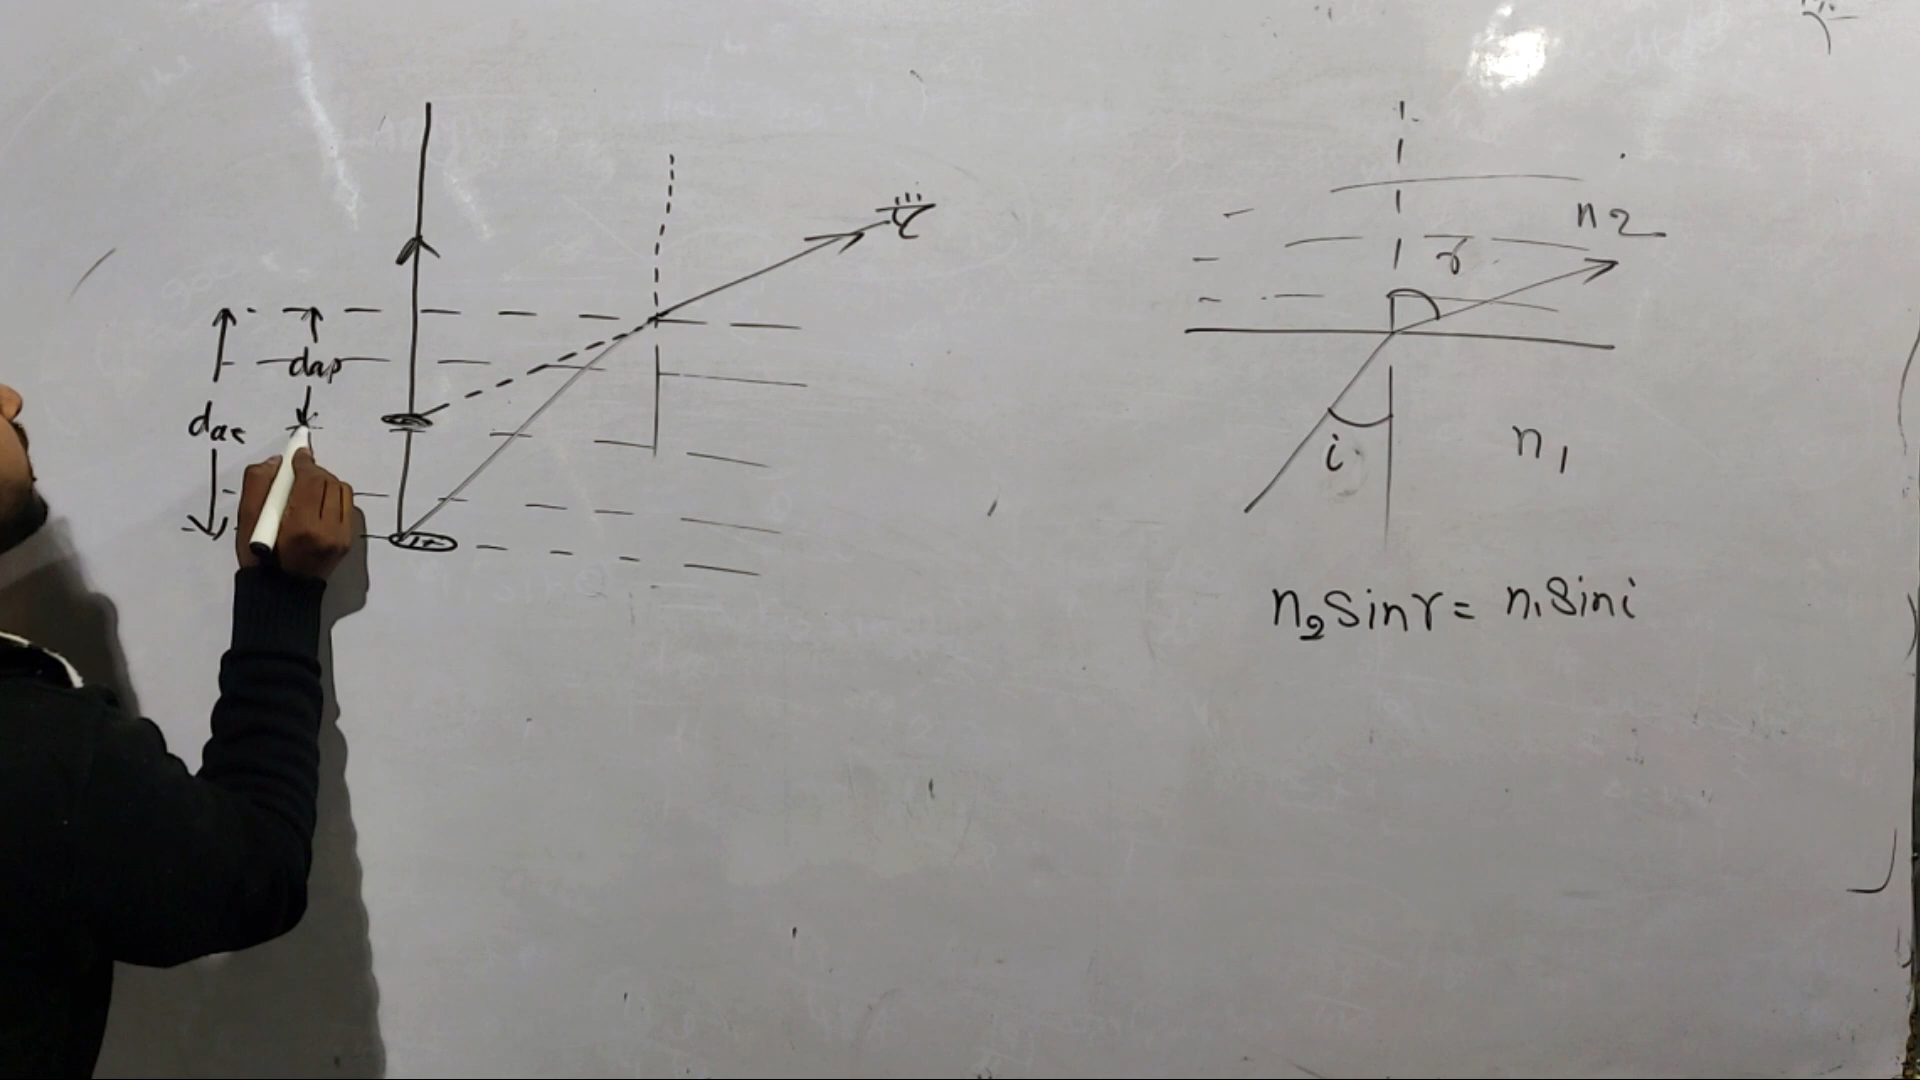 dap
dac
n2
r
i
n1
n2 sin r = n1 sin i